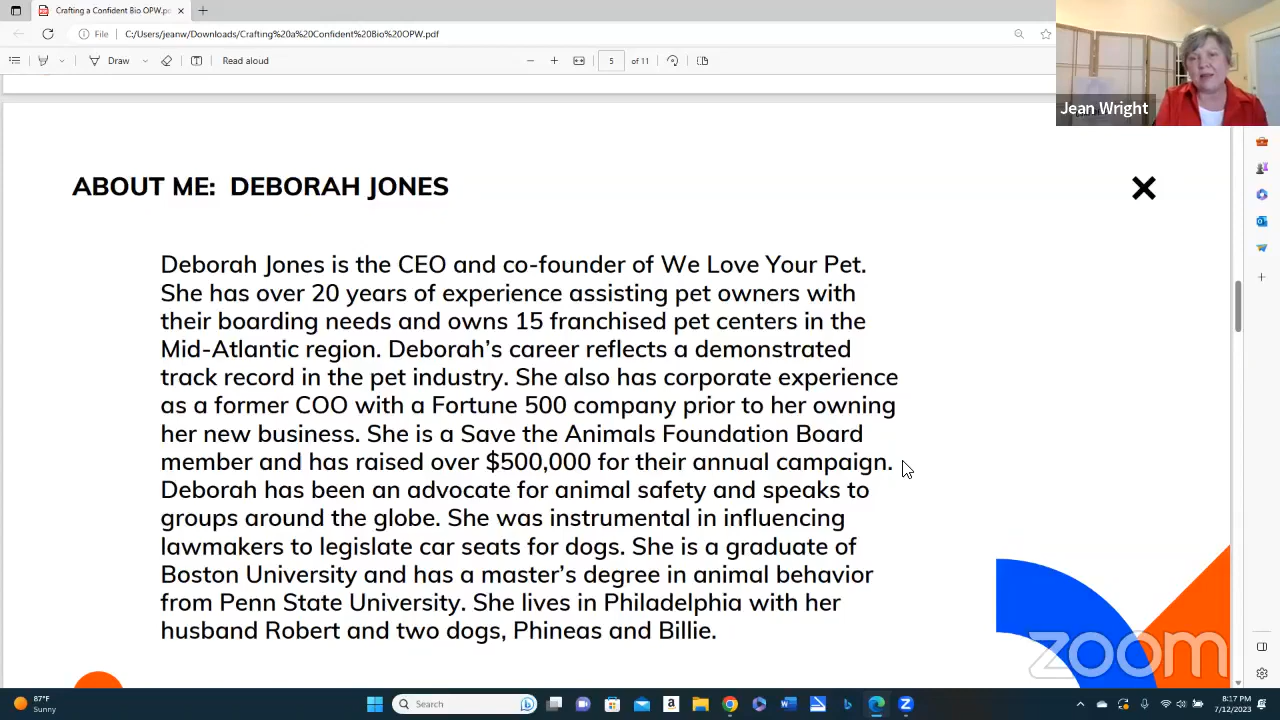 Crafting a Confident Bio OPW.pdf
File
C:/Users/jeanw/Downloads/Crafting%20a%20Confident%20Bio%20OPW.pdf
Draw
Read aloud
5
of 11
Jean Wright
ABOUT ME: DEBORAH JONES
Deborah Jones is the CEO and co-founder of We Love Your Pet.
She has over 20 years of experience assisting pet owners with
their boarding needs and owns 15 franchised pet centers in the
Mid-Atlantic region. Deborah’s career reflects a demonstrated
track record in the pet industry. She also has corporate experience
as a former COO with a Fortune 500 company prior to her owning
her new business. She is a Save the Animals Foundation Board
member and has raised over $500,000 for their annual campaign.
Deborah has been an advocate for animal safety and speaks to
groups around the globe. She was instrumental in influencing
lawmakers to legislate car seats for dogs. She is a graduate of
Boston University and has a master’s degree in animal behavior
from Penn State University. She lives in Philadelphia with her
husband Robert and two dogs, Phineas and Billie.
zoom
87°F
Sunny
Search
8:17 PM
7/12/2023